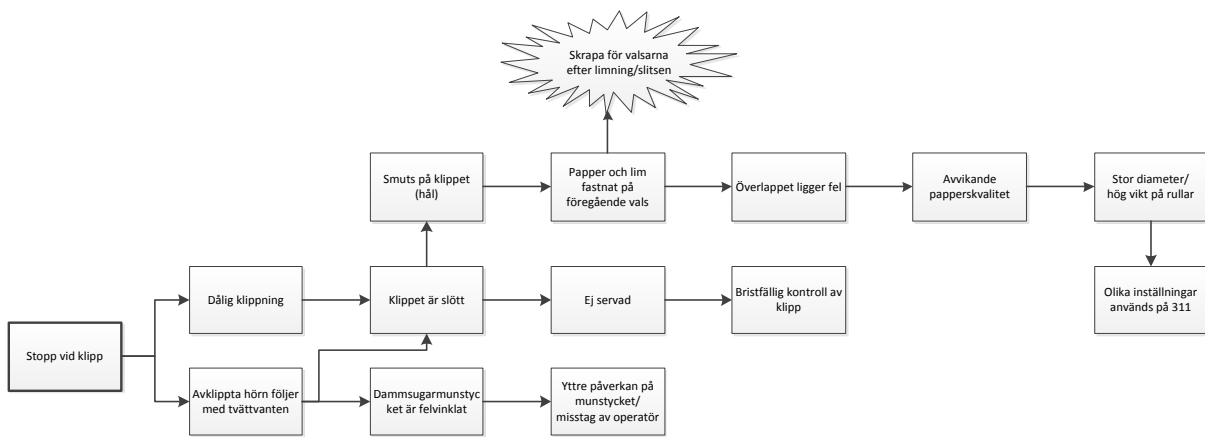 Skrapa för valsarna
efter limning/slitsen
Smuts på klippet
(hål)
Papper och lim
fastnat på
föregående vals
Överlappet ligger fel
Avvikande
papperskvalitet
Stor diameter/
hög vikt på rullar
Dålig klippning
Klippet är slött
Ej servad
Bristfällig kontroll av
klipp
Olika inställningar
används på 311
Stopp vid klipp
Avklippta hörn följer
med tvättvanten
Dammsugarmunstyc
ket är felvinklat
Yttre påverkan på
munstycket/
misstag av operatör